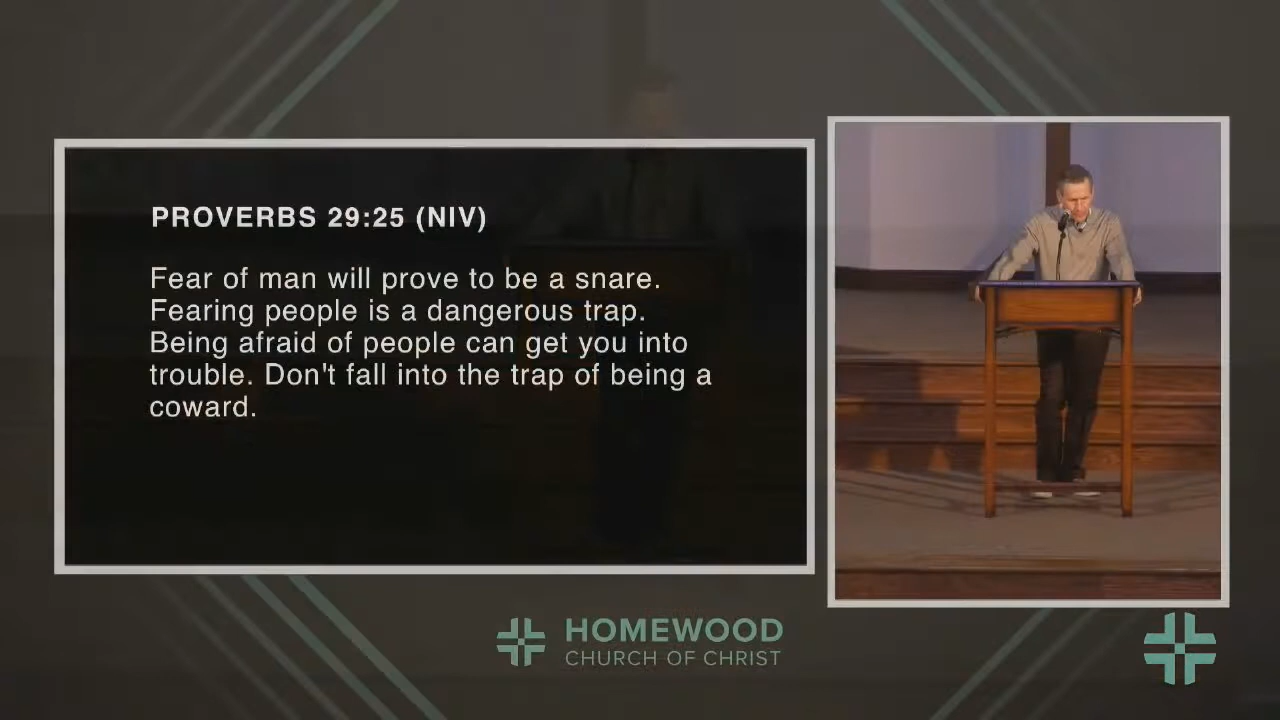 PROVERBS 29:25 (NIV)
Fear of man will prove to be a snare.
Fearing people is a dangerous trap.
Being afraid of people can get you into
trouble. Don't fall into the trap of being a
coward.
HOMEWOOD
CHURCH OF CHRIST